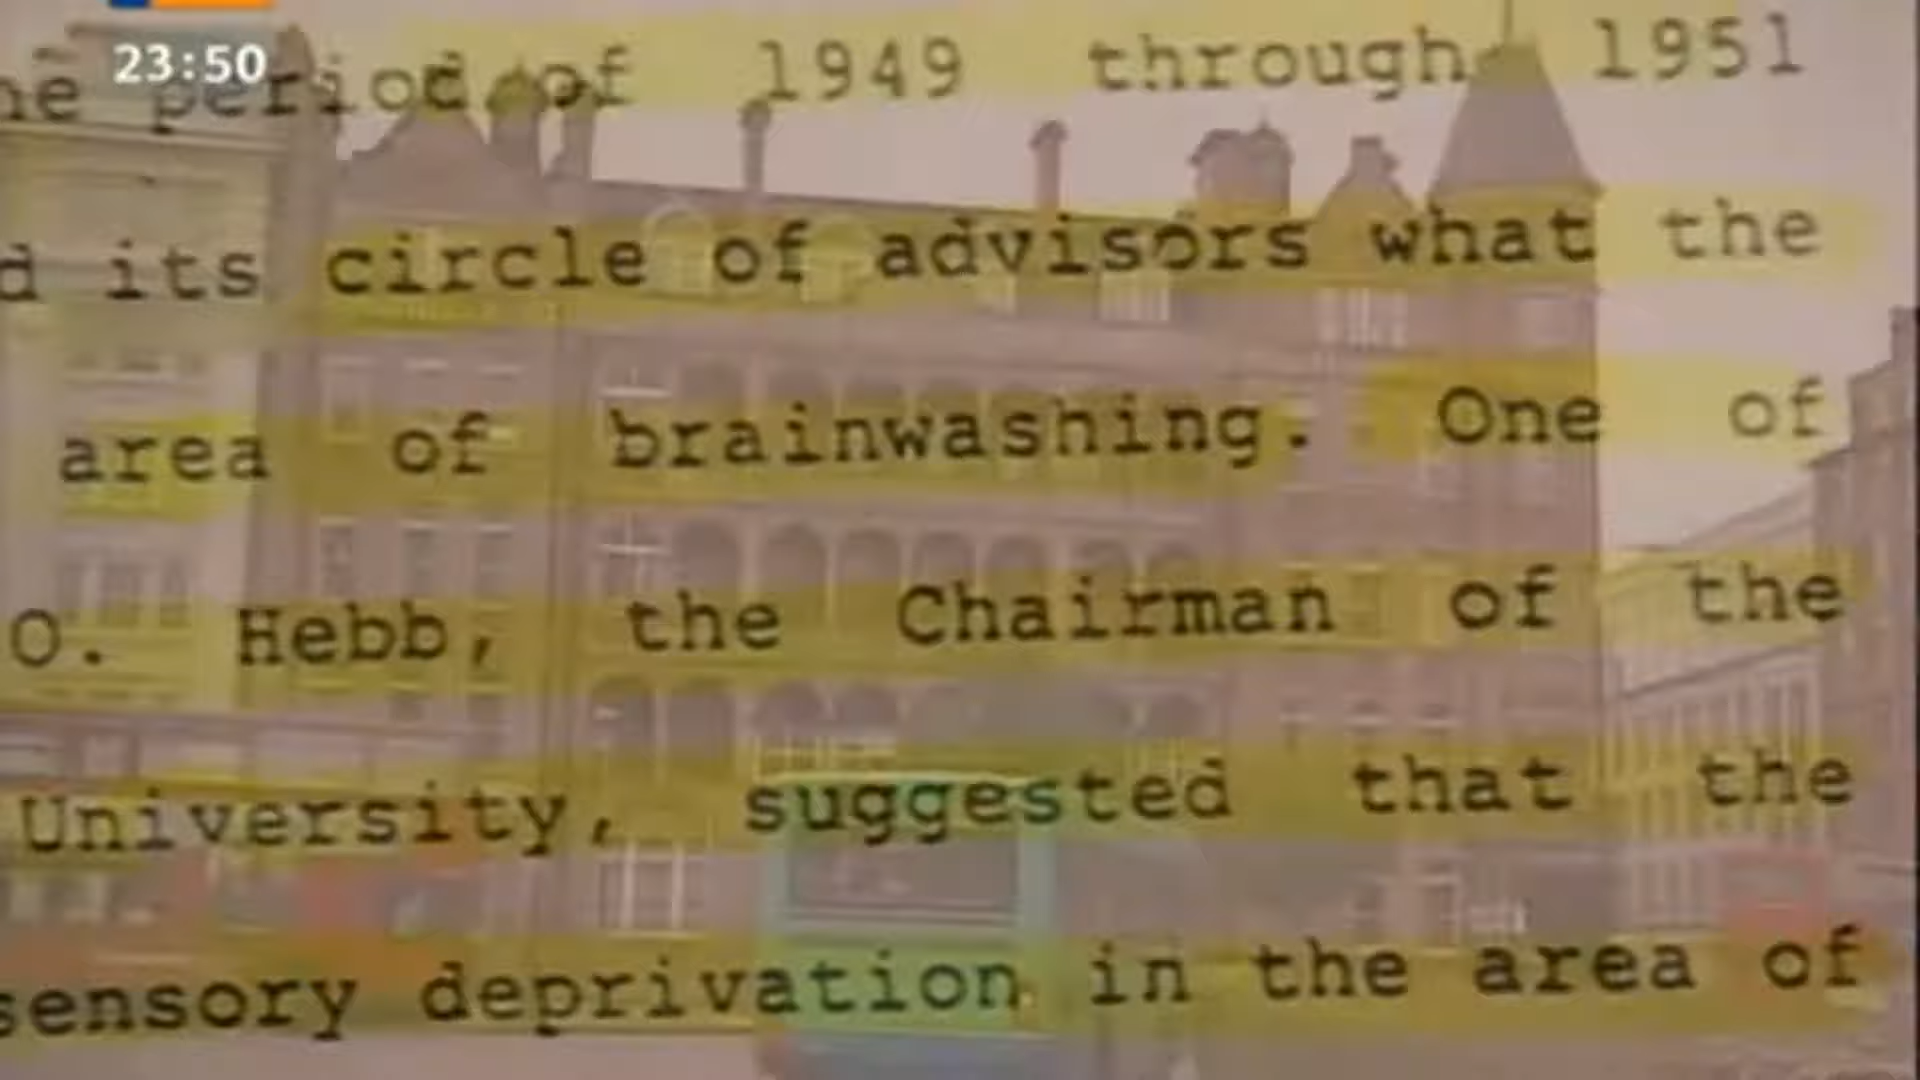 23:50
he period of 1949 through 1951
d its circle of advisors what the
area of brainwashing. One of
O. Hebb, the Chairman of the
University, suggested that the
sensory deprivation in the area of